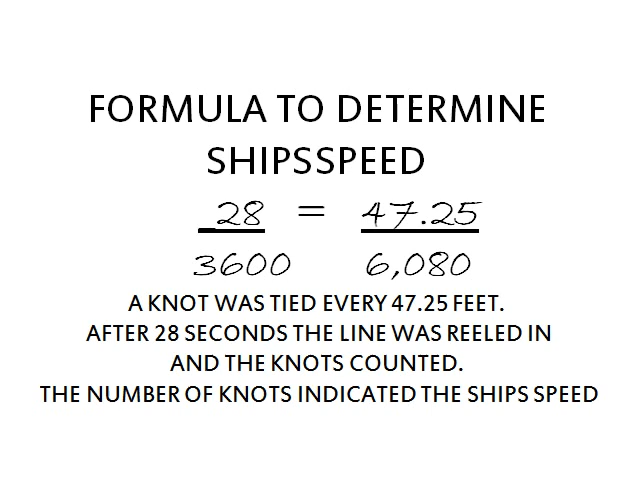 FORMULA TO DETERMINE
SHIPSSPEED
28 = 47.25
3600 6,080
A KNOT WAS TIED EVERY 47.25 FEET.
AFTER 28 SECONDS THE LINE WAS REELED IN
AND THE KNOTS COUNTED.
THE NUMBER OF KNOTS INDICATED THE SHIPS SPEED